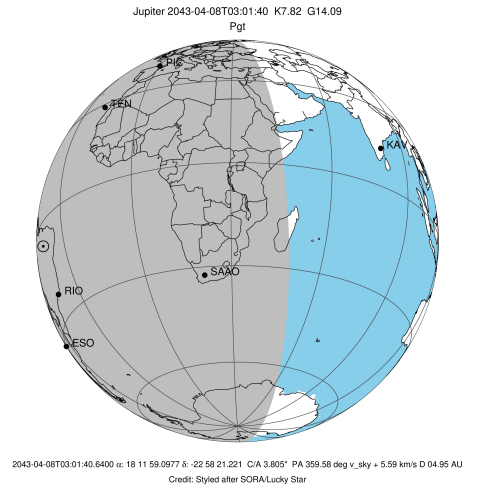 Jupiter 2043-04-08T03:01:40 K7.82 G14.09
Pgt
PIC
TEN
KAV
SAAO
RIO
ESO
2043-04-08T03:01:40.6400 α: 18 11 59.0977 δ: -22 58 21.221 C/A 3.805" PA 359.58 deg v_sky + 5.59 km/s D 04.95 AU
Credit: Styled after SORA/Lucky Star